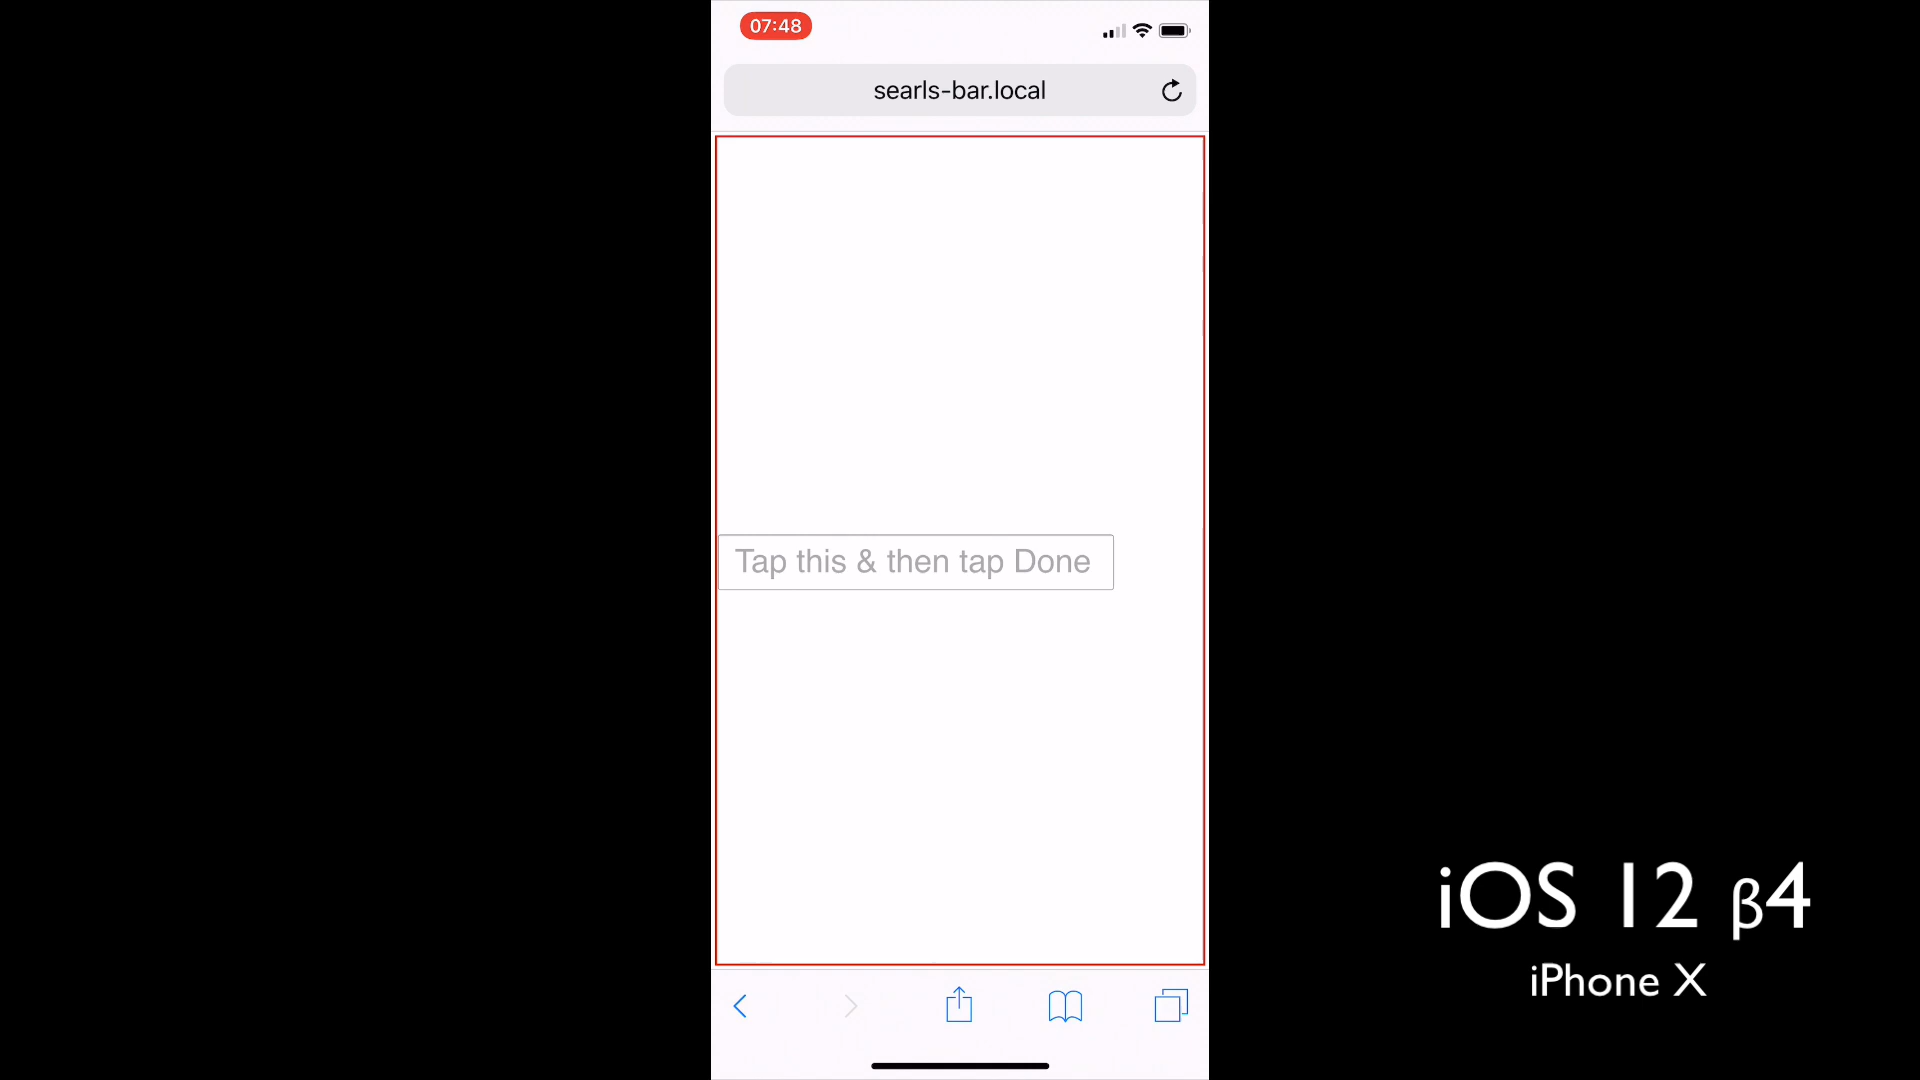 07:48
searls-bar.local
Tap this & then tap Done
iOS 12 β4
iPhone X